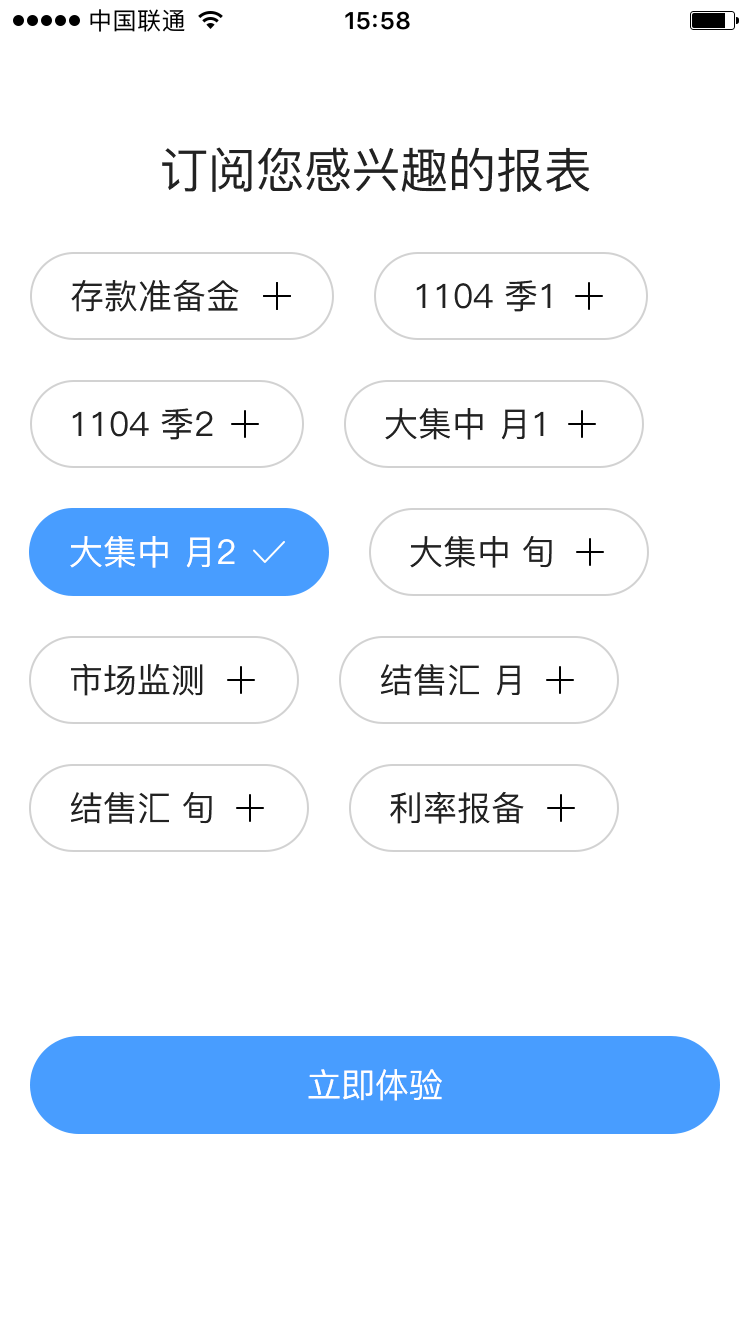 中国联通 15:58
订阅您感兴趣的报表
存款准备金 1104 季1
1104 季2 大集中 月1
大集中 月2 大集中 旬
市场监测 结售汇 月
结售汇 旬 利率报备
立即体验